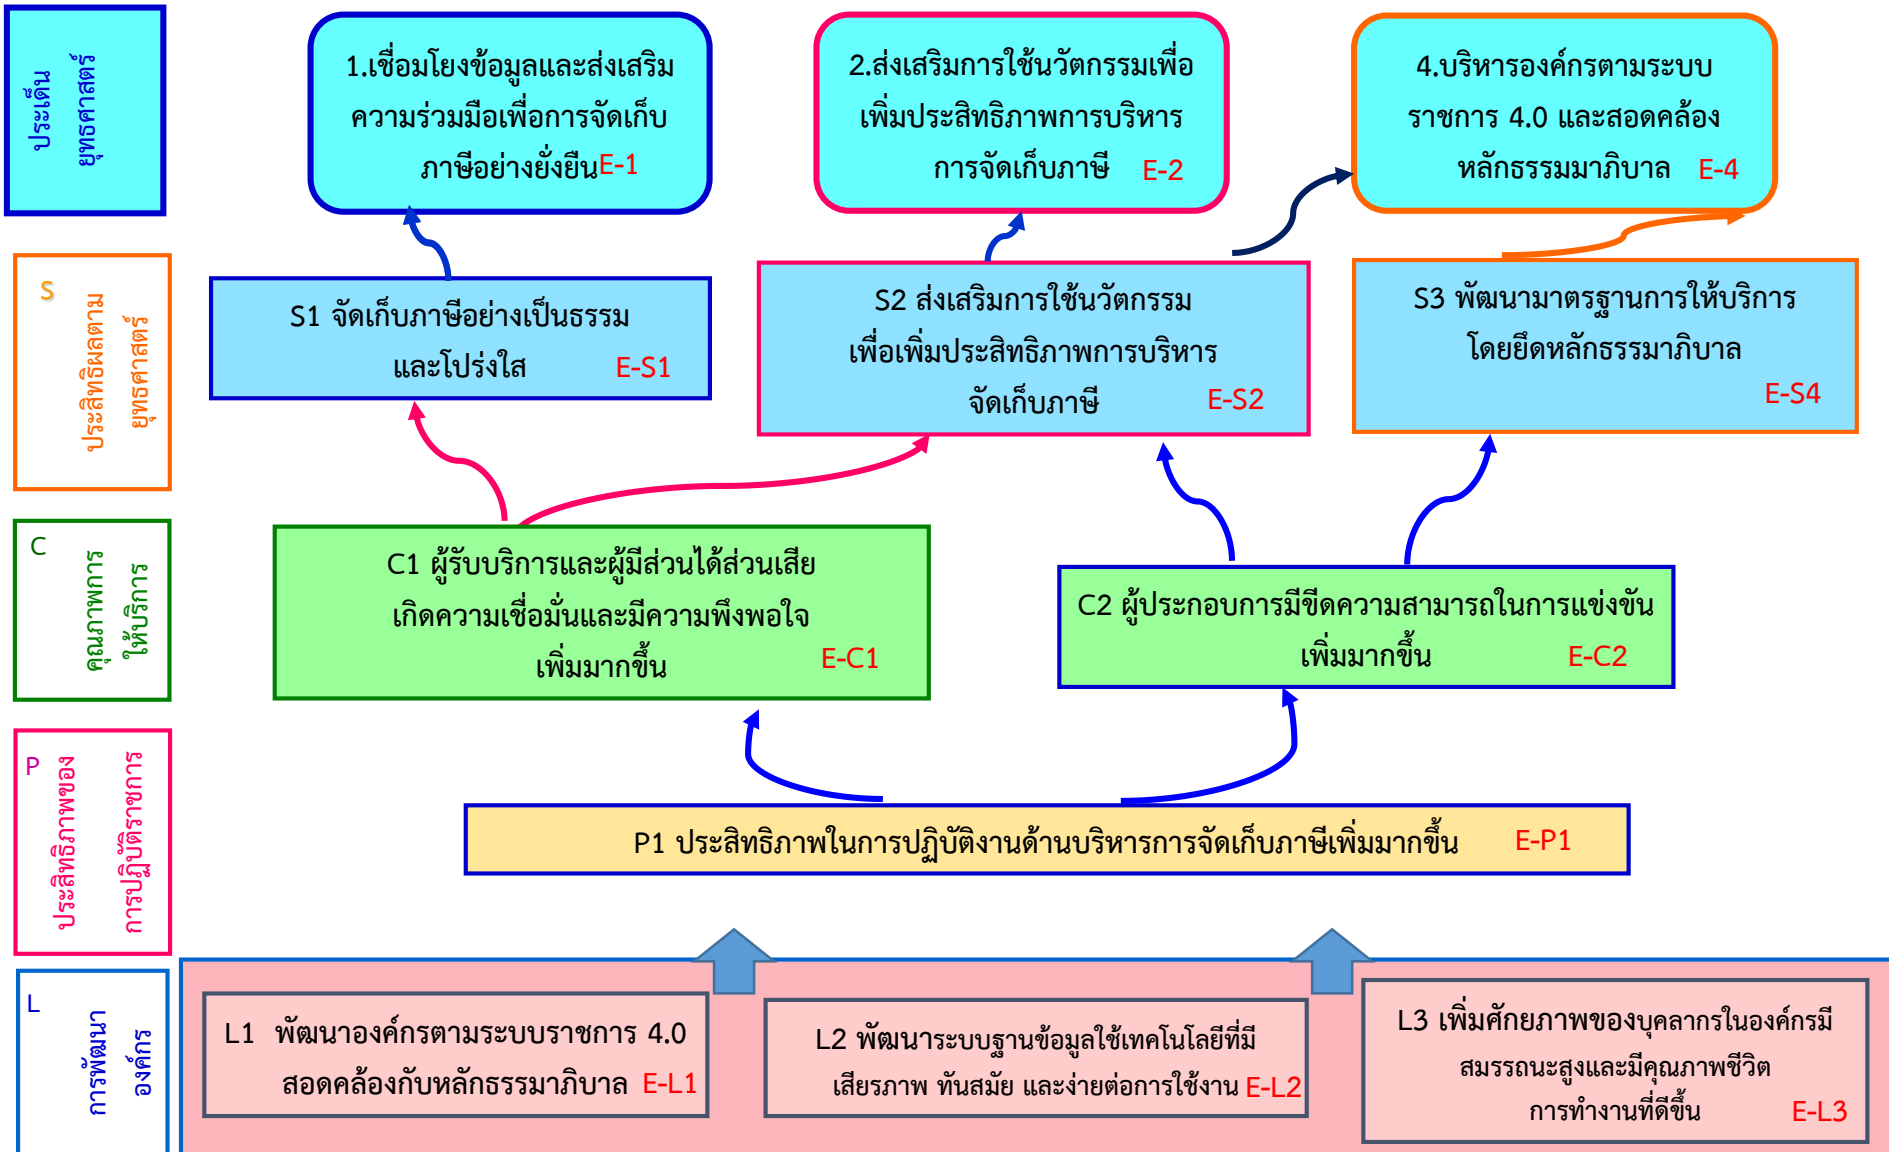 ประเด็น
ยุทธศาสตร์
1.เชื่อมโยงข้อมูลและส่งเสริม
ความร่วมมือเพื่อการจัดเก็บ
ภาษีอย่างยั่งยืน E-1
2.ส่งเสริมการใช้นวัตกรรมเพื่อ
เพิ่มประสิทธิภาพการบริหาร
การจัดเก็บภาษี E-2
4.บริหารองค์กรตามระบบ
ราชการ 4.0 และสอดคล้อง
หลักธรรมมาภิบาล E-4
S
ประสิทธิผลตาม
ยุทธศาสตร์
S1 จัดเก็บภาษีอย่างเป็นธรรม
และโปร่งใส E-S1
S2 ส่งเสริมการใช้นวัตกรรม
เพื่อเพิ่มประสิทธิภาพการบริหาร
จัดเก็บภาษี E-S2
S3 พัฒนามาตรฐานการให้บริการ
โดยยึดหลักธรรมาภิบาล
E-S4
C
คุณภาพการ
ให้บริการ
C1 ผู้รับบริการและผู้มีส่วนได้ส่วนเสีย
เกิดความเชื่อมั่นและมีความพึงพอใจ
เพิ่มมากขึ้น E-C1
C2 ผู้ประกอบการมีขีดความสามารถในการแข่งขัน
เพิ่มมากขึ้น E-C2
P
ประสิทธิภาพของ
การปฏิบัติราชการ
P1 ประสิทธิภาพในการปฏิบัติงานด้านบริหารการจัดเก็บภาษีเพิ่มมากขึ้น E-P1
L
การพัฒนา
องค์กร
L1 พัฒนาองค์กรตามระบบราชการ 4.0
สอดคล้องกับหลักธรรมาภิบาล E-L1
L2 พัฒนาระบบฐานข้อมูลใช้เทคโนโลยีที่มี
เสียรภาพ ทันสมัย และง่ายต่อการใช้งาน E-L2
L3 เพิ่มศักยภาพของบุคลากรในองค์กรมี
สมรรถนะสูงและมีคุณภาพชีวิต
การทำงานที่ดีขึ้น E-L3